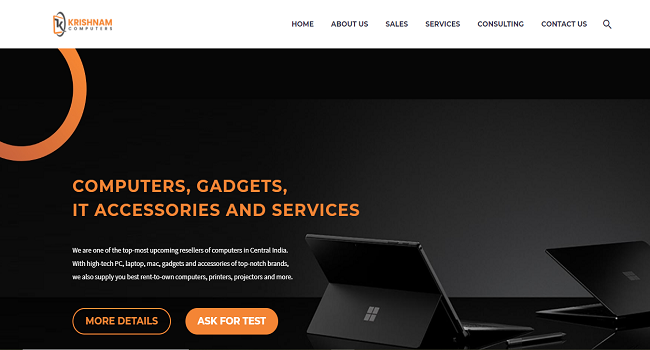 KRISHNAM
COMPUTERS
HOME ABOUT US SALES SERVICES CONSULTING CONTACT US
COMPUTERS, GADGETS,
IT ACCESSORIES AND SERVICES
We are one of the top-most upcoming resellers of computers in Central India.
With high-tech PC, laptop, mac, gadgets and accessories of top-notch brands,
we also supply you best rent-to-own computers, printers, projectors and more.
MORE DETAILS ASK FOR TEST